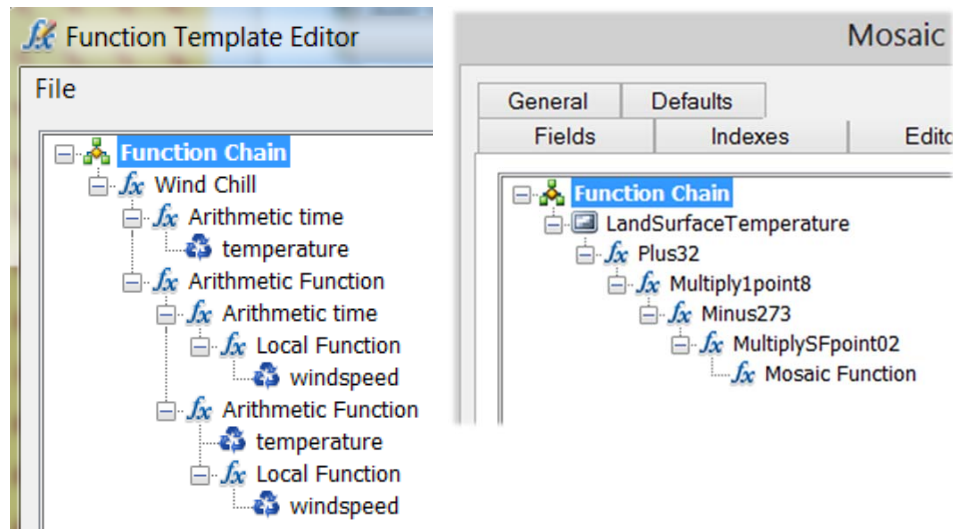 Function Template Editor
File
Function Chain
Wind Chill
Arithmetic time
temperature
Arithmetic Function
Arithmetic time
Local Function
windspeed
Arithmetic Function
temperature
Local Function
windspeed
Mosaic
General Defaults
Fields Indexes Edito
Function Chain
LandSurfaceTemperature
Plus32
Multiply1point8
Minus273
MultiplySFpoint02
Mosaic Function